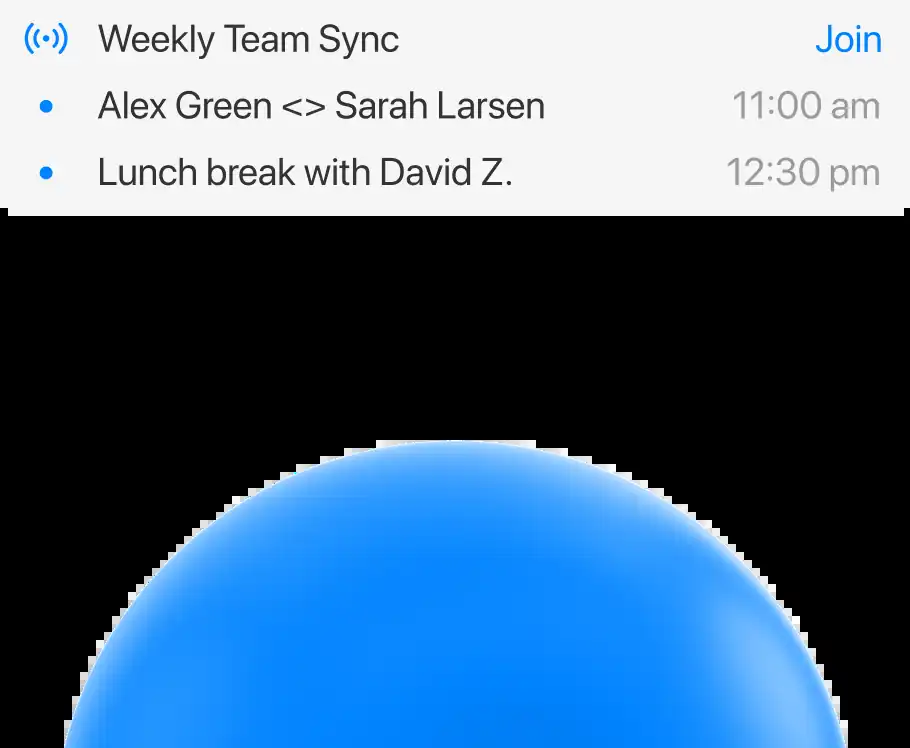 Weekly Team Sync Join
Alex Green <> Sarah Larsen 11:00 am
Lunch break with David Z. 12:30 pm